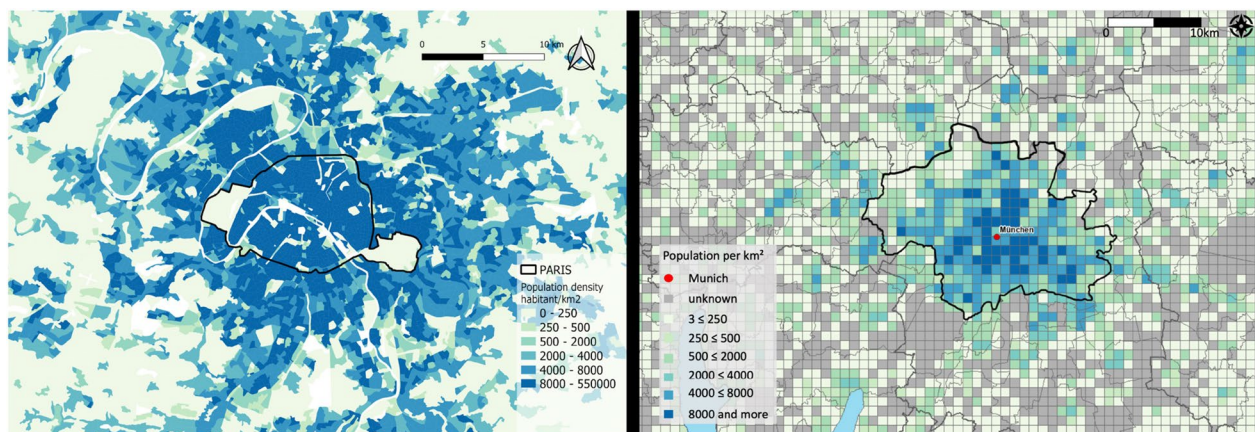 0 5 10 km
PARIS
Population density
habitant/km2
0 - 250
250 - 500
500 - 2000
2000 - 4000
4000 - 8000
8000 - 550000
0 10km
München
Population per km²
Munich
unknown
3 ≤ 250
250 ≤ 500
500 ≤ 2000
2000 ≤ 4000
4000 ≤ 8000
8000 and more